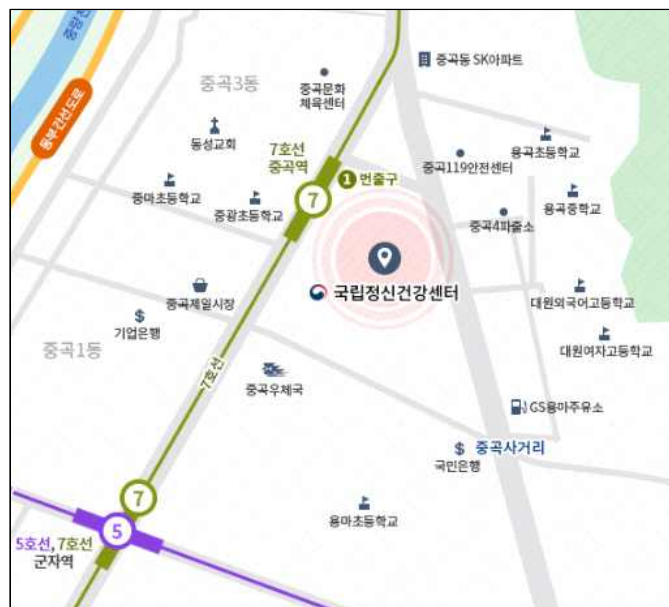 중랑천
동부간선도로
중곡3동
중곡문화
체육센터
중곡동 SK아파트
동성교회
7호선
중곡역
1 번출구
중곡119안전센터
용곡초등학교
중마초등학교
중광초등학교
7
용곡중학교
중곡4파출소
국립정신건강센터
중곡제일시장
대원외국어고등학교
기업은행
대원여자고등학교
중곡1동
7호선
중곡우체국
GS용마주유소
중곡사거리
국민은행
7
용마초등학교
5
5호선, 7호선
군자역